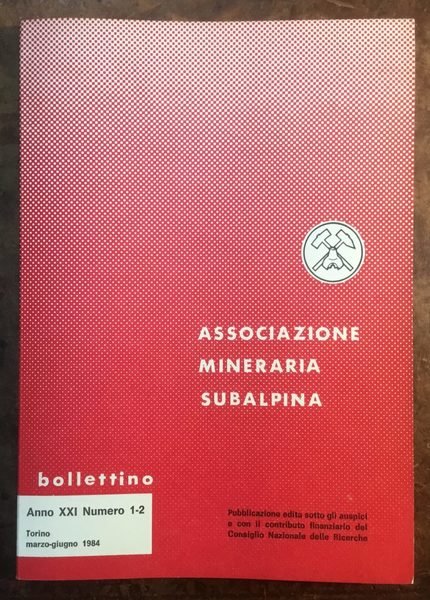 ASSOCIAZIONE
MINERARIA
SUBALPINA
bollettino
Anno XXI Numero 1-2
Torino
marzo-giugno 1984
Pubblicazione edita sotto gli auspici
e con il contributo finanziario del
Consiglio Nazionale delle Ricerche